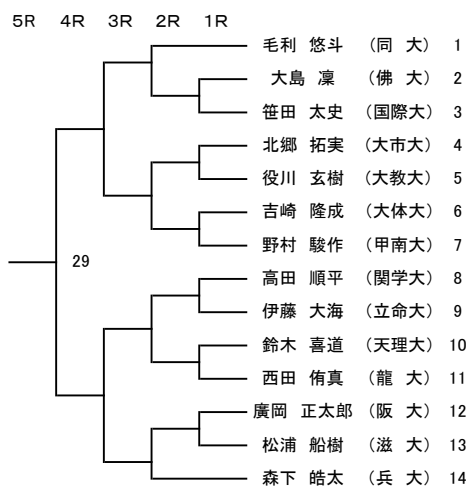 5R 4R 3R 2R 1R
毛利 悠斗 (同 大) 1
大島 凜 (佛 大) 2
笹田 太史 (国際大) 3
北郷 拓実 (大市大) 4
役川 玄樹 (大教大) 5
吉崎 隆成 (大体大) 6
野村 駿作 (甲南大) 7
29
高田 順平 (関学大) 8
伊藤 大海 (立命大) 9
鈴木 喜道 (天理大) 10
西田 侑真 (龍 大) 11
廣岡 正太郎 (阪 大) 12
松浦 船樹 (滋 大) 13
森下 皓太 (兵 大) 14